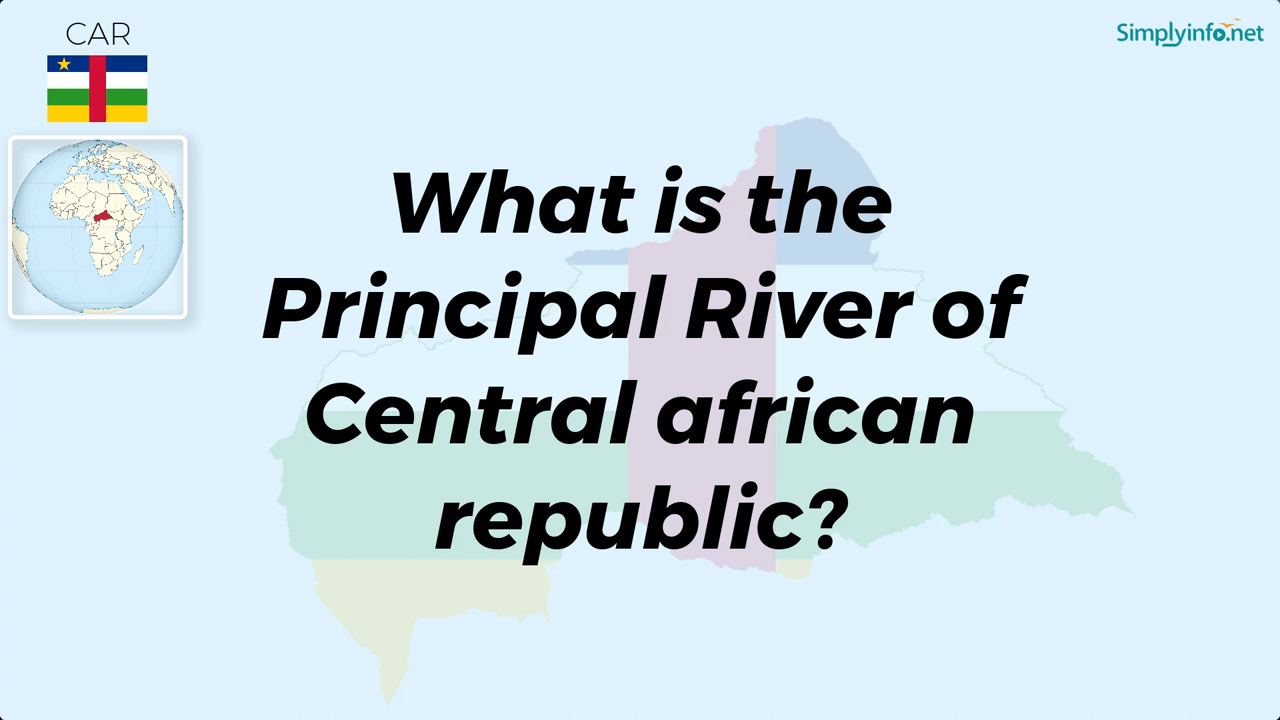 CAR
Simplyinfo.net
What is the
Principal River of
Central african
republic?